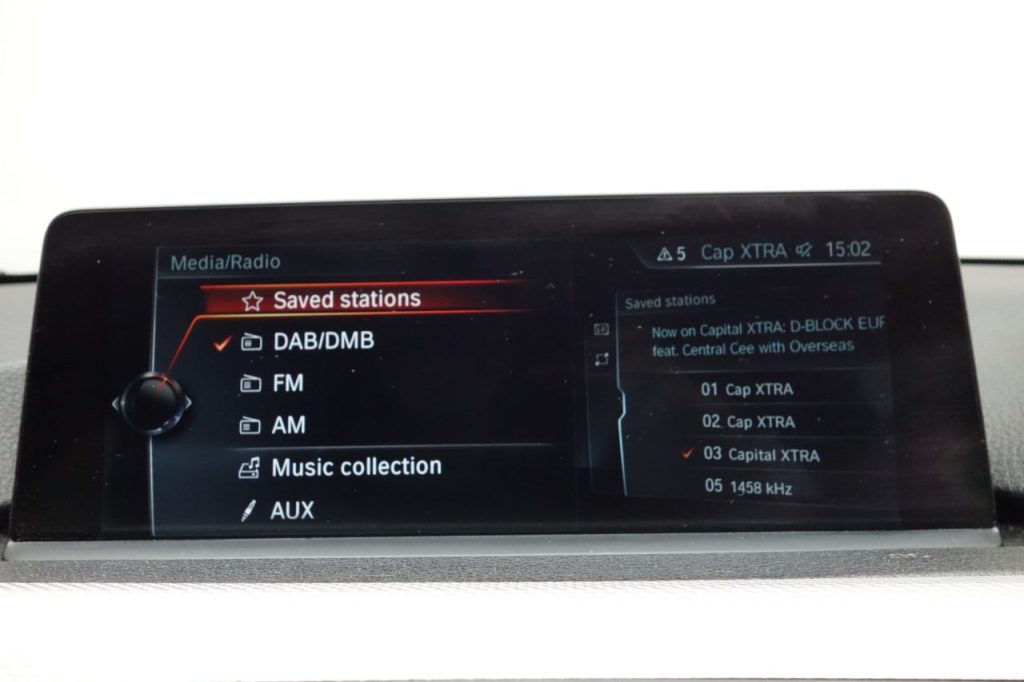 Media/Radio
5 Cap XTRA 15:02
Saved stations
DAB/DMB
FM
AM
Music collection
AUX
Saved stations
Now on Capital XTRA: D-BLOCK EUR
feat. Central Cee with Overseas
01 Cap XTRA
02 Cap XTRA
03 Capital XTRA
05 1458 kHz